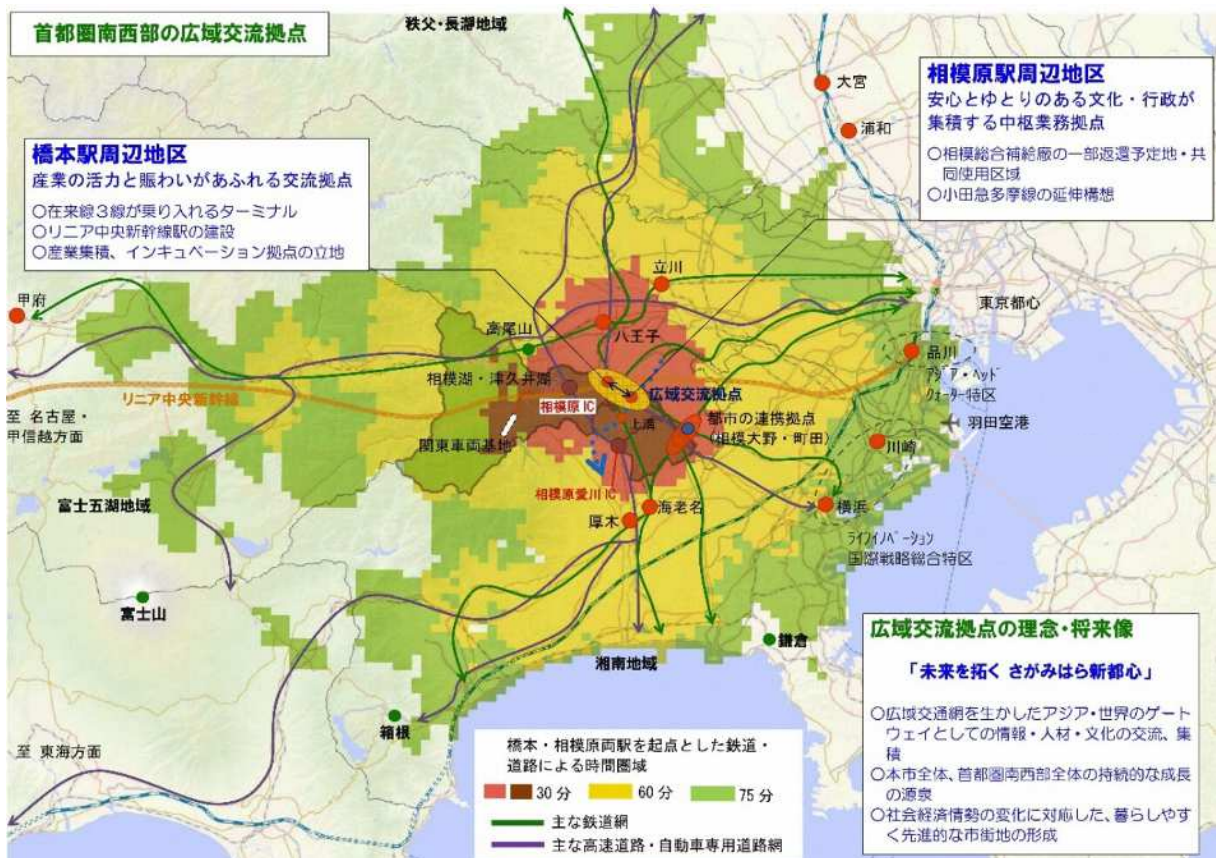 首都圏南西部の広域交流拠点
秩父・長瀞地域
相模原駅周辺地区
安心とゆとりのある文化・行政が
集積する中枢業務拠点
○相模総合補給廠の一部返還予定地・共
同使用区域
○小田急多摩線の延伸構想
大宮
浦和
橋本駅周辺地区
産業の活力と賑わいがあふれる交流拠点
○在来線３線が乗り入れるターミナル
○リニア中央新幹線駅の建設
○産業集積、インキュベーション拠点の立地
立川
甲府
八王子
高尾山
東京都心
品川
アジア・ヘッド
クォーター特区
相模湖・津久井湖
広域交流拠点
リニア中央新幹線
相模原IC
上溝
都市の連携拠点
(相模大野・町田)
至 名古屋・
甲信越方面
関東車両基地
羽田空港
川崎
相模原愛川IC
富士五湖地域
海老名
厚木
横浜
ライフイノベーション
国際戦略総合特区
富士山
鎌倉
湘南地域
箱根
至 東海方面
橋本・相模原両駅を起点とした鉄道・
道路による時間圏域
30分 60分 75分
主な鉄道網
主な高速道路・自動車専用道路網
広域交流拠点の理念・将来像
「未来を拓く さがみはら新都心」
○広域交通網を生かしたアジア・世界のゲート
ウェイとしての情報・人材・文化の交流、集
積
○本市全体、首都圏南西部全体の持続的な成長
の源泉
○社会経済情勢の変化に対応した、暮らしやす
く先進的な市街地の形成